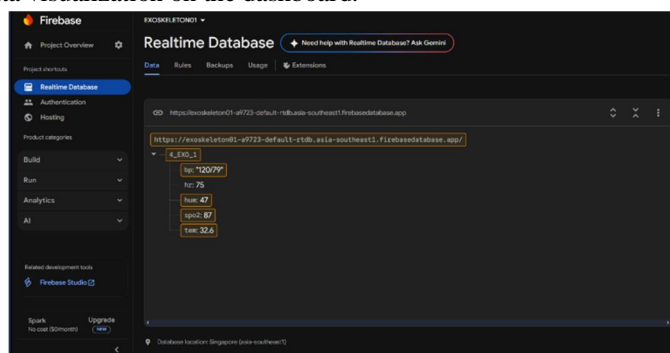 Firebase
Project Overview
Project shortcuts
Realtime Database
Authentication
Hosting
Product categories
Build
Run
Analytics
AI
Related development tools
Firebase Studio
Spark
No cost ($0/month)
Upgrade
NEW
EXOSKELETON01
Realtime Database
Need help with Realtime Database? Ask Gemini
Data Rules Backups Usage Extensions
https://exoskeleton01-a9723-default-rtdb.asia-southeast1.firebasedatabase.app
https://exoskeleton01-a9723-default-rtdb.asia-southeast1.firebasedatabase.app/
4_EXO_1
bp: "120/79"
hr: 75
hum: 47
spo2: 87
tem: 32.6
Database location: Singapore (asia-southeast1)